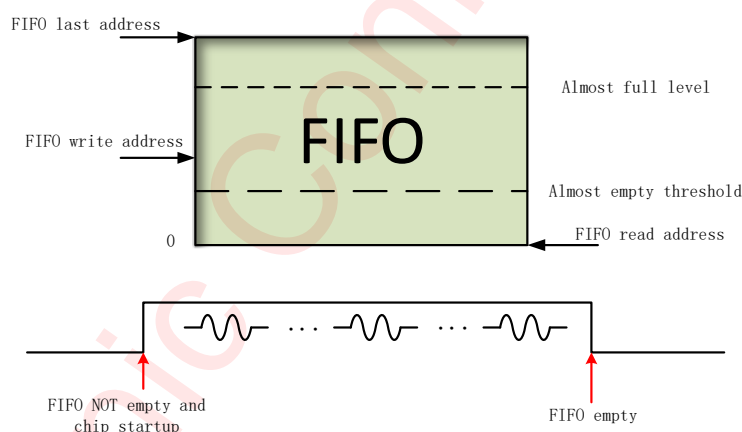 FIFO last address
Almost full level
FIFO
FIFO write address
Almost empty threshold
0
FIFO read address
... ...
FIFO NOT empty and
chip startup
FIFO empty